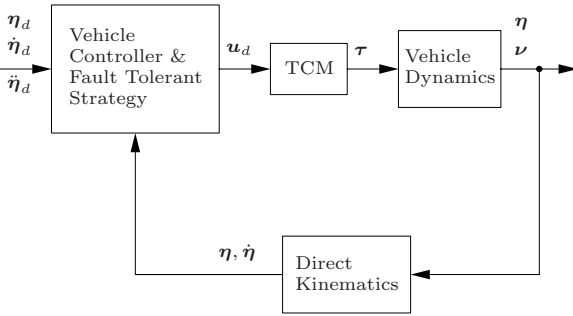 η_d
η̇_d
η̈_d
Vehicle
Controller &
Fault Tolerant
Strategy
u_d
TCM
τ
Vehicle
Dynamics
η
ν
η, η̇
Direct
Kinematics